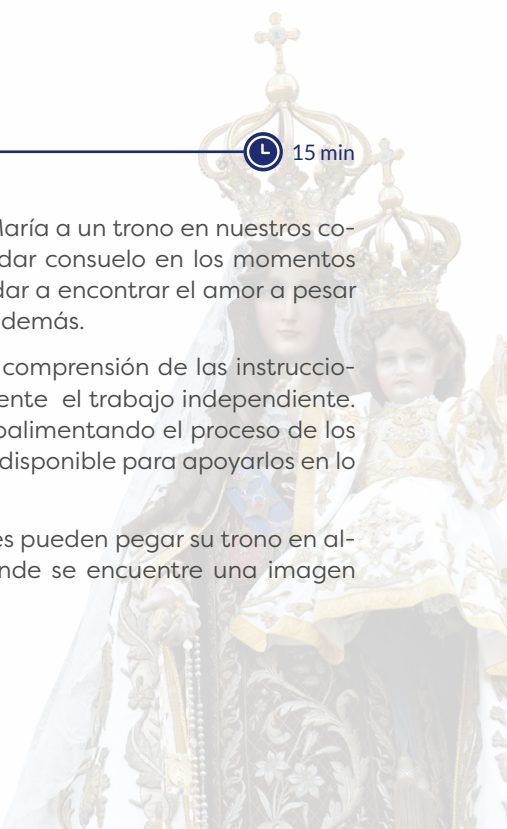 15 min
María a un trono en nuestros co-
dar consuelo en los momentos
dar a encontrar el amor a pesar
demás.
comprensión de las instruccio-
ente el trabajo independiente.
oalimentando el proceso de los
disponible para apoyarlos en lo
es pueden pegar su trono en al-
nde se encuentre una imagen